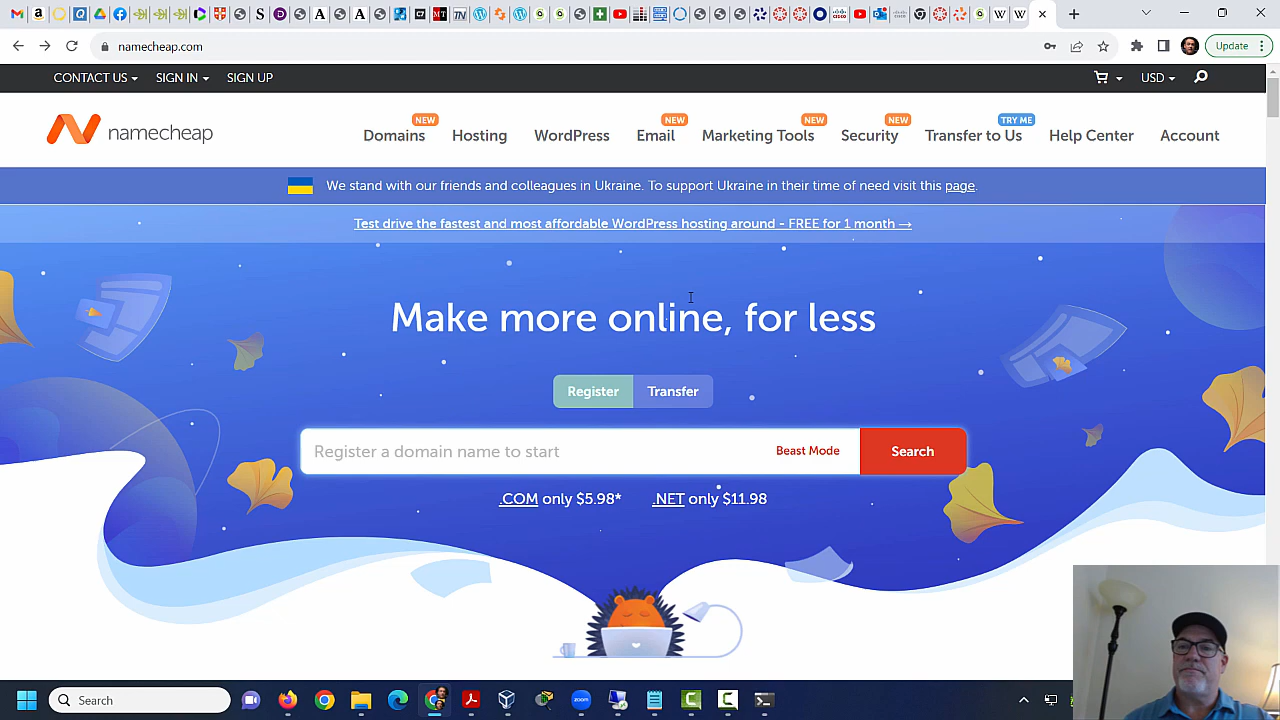 namecheap.com
Update
CONTACT US
SIGN IN
SIGN UP
USD
namecheap
NEW
NEW
NEW
NEW
TRY ME
Domains
Hosting
WordPress
Email
Marketing Tools
Security
Transfer to Us
Help Center
Account
We stand with our friends and colleagues in Ukraine. To support Ukraine in their time of need visit this page.
Test drive the fastest and most affordable WordPress hosting around - FREE for 1 month →
Make more online, for less
Register
Transfer
Register a domain name to start
Beast Mode
Search
.COM only $5.98*
.NET only $11.98
Search
zoom